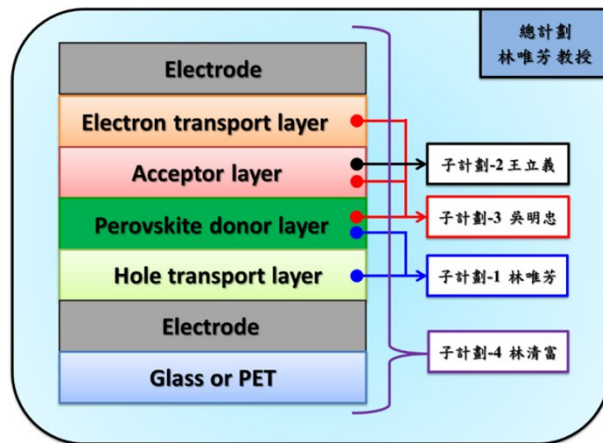 總計劃
林唯芳 教授
Electrode
Electron transport layer
Acceptor layer
子計劃-2 王立義
Perovskite donor layer
子計劃-3 吳明忠
Hole transport layer
子計劃-1 林唯芳
Electrode
子計劃-4 林清富
Glass or PET